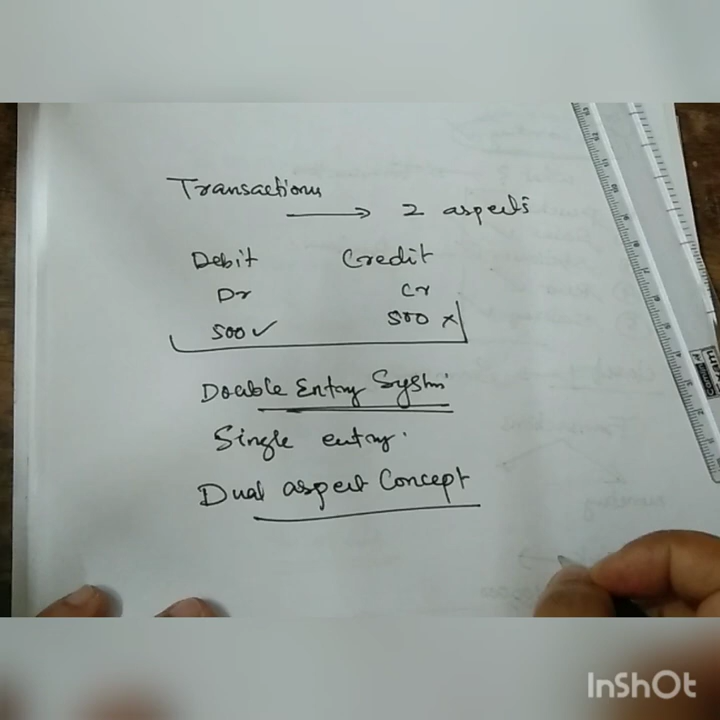 Transactions
→ 2 aspects
Debit Credit
Dr Cr
500 ✓ 500 ×
Double Entry System
Single entry.
Dual aspect Concept
InShOt